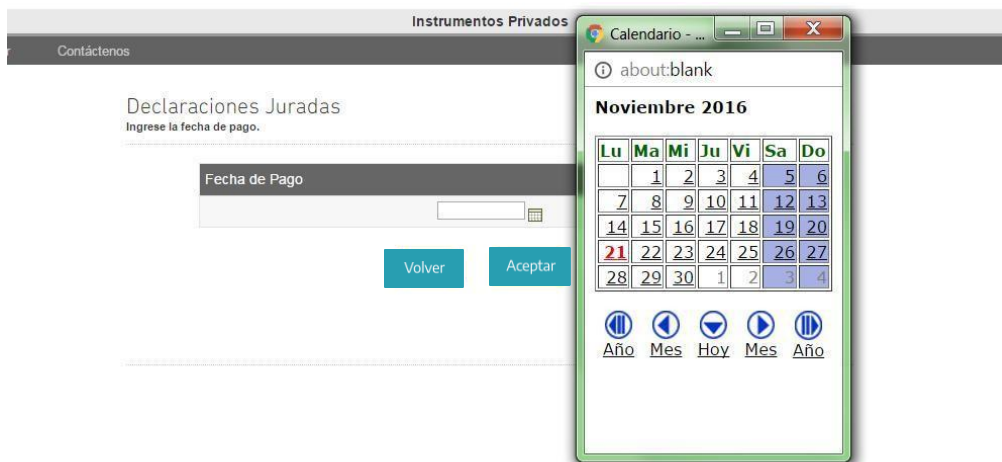 Instrumentos Privados
Contáctenos
Declaraciones Juradas
Ingrese la fecha de pago.
Fecha de Pago
Volver
Aceptar
Calendario - ...
about:blank
Noviembre 2016
Lu Ma Mi Ju Vi Sa Do
1 2 3 4 5 6
7 8 9 10 11 12 13
14 15 16 17 18 19 20
21 22 23 24 25 26 27
28 29 30 1 2 3 4
Año Mes Hoy Mes Año